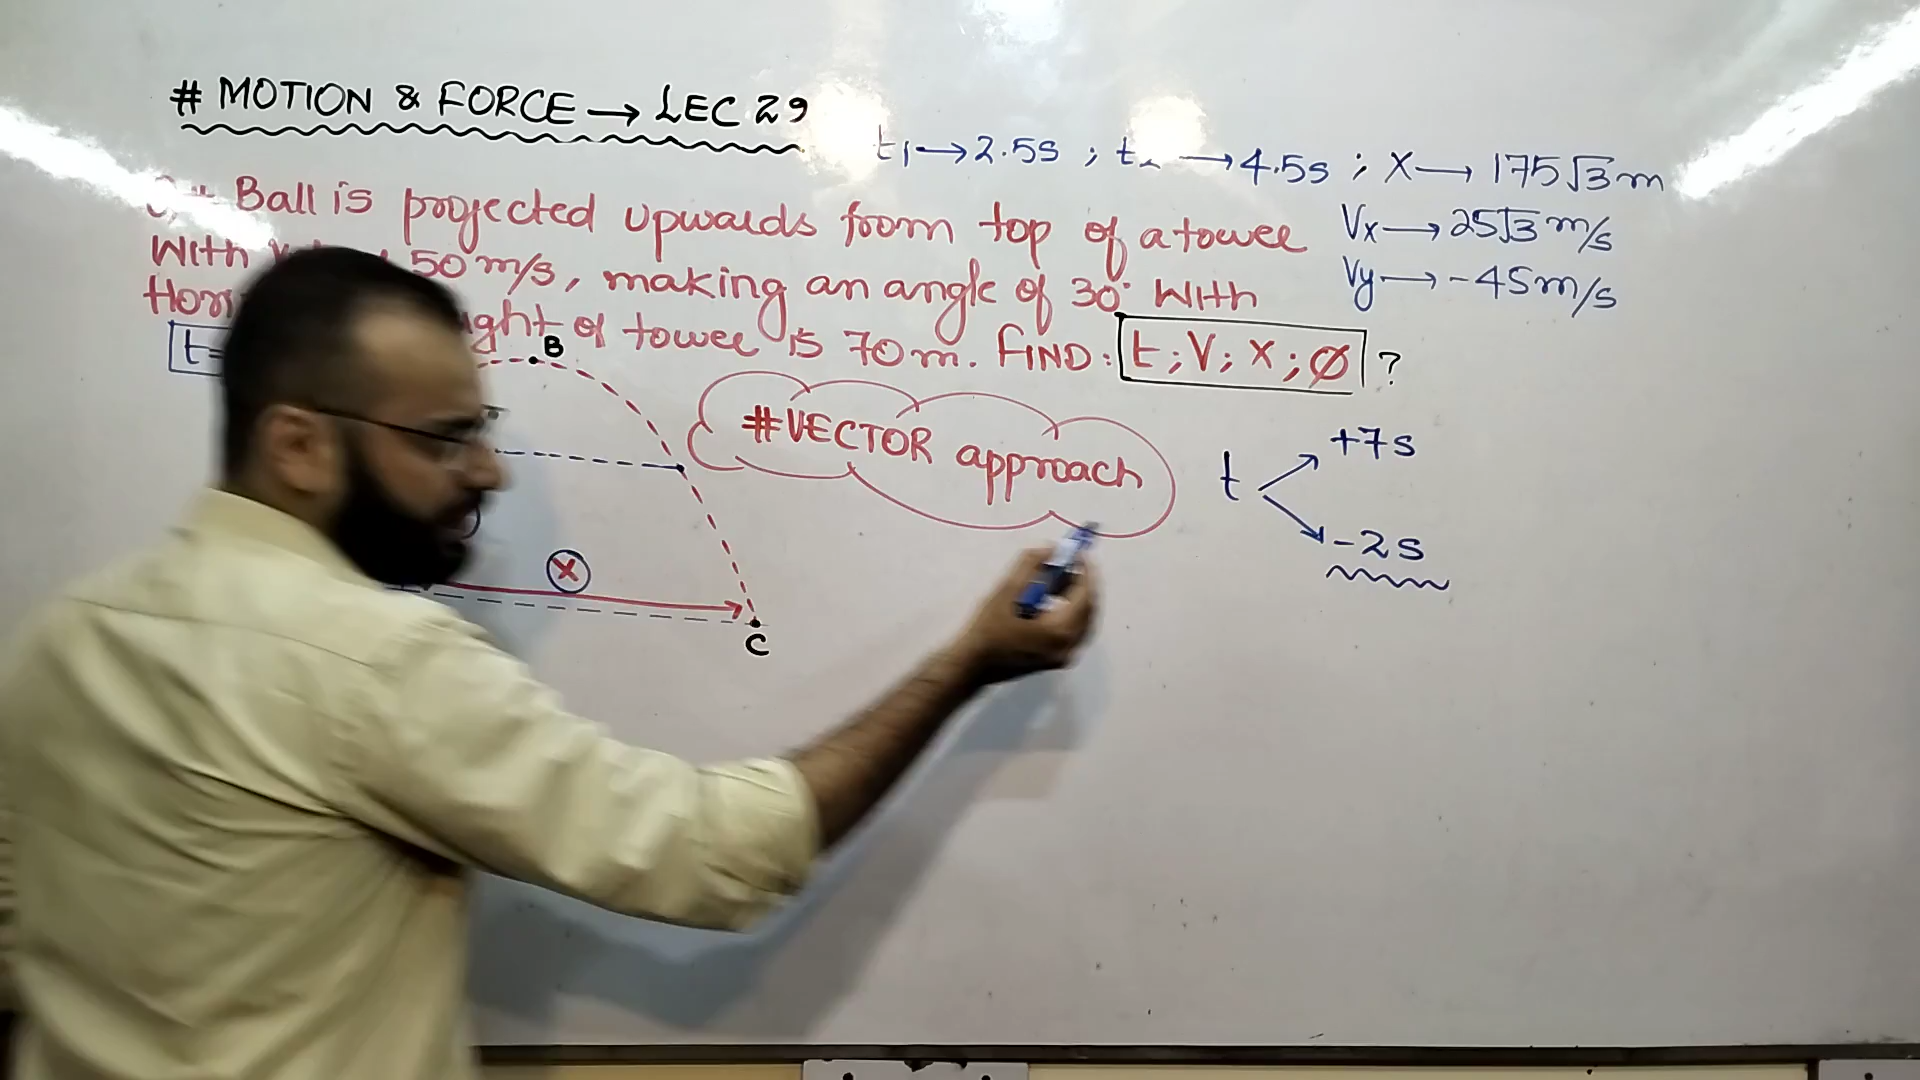 # MOTION & FORCE → LEC 29
t1 → 2.5s ; t → 4.5s ; X → 175√3 m
Ball is projected upwards from top of a tower
Vx → 25√3 m/s
With 50 m/s, making an angle of 30° With
Vy → -45 m/s
of tower is 70m. FIND: t ; V ; X ; Ø ?
t=
B
#VECTOR approach
t
+7s
-2s
X
C